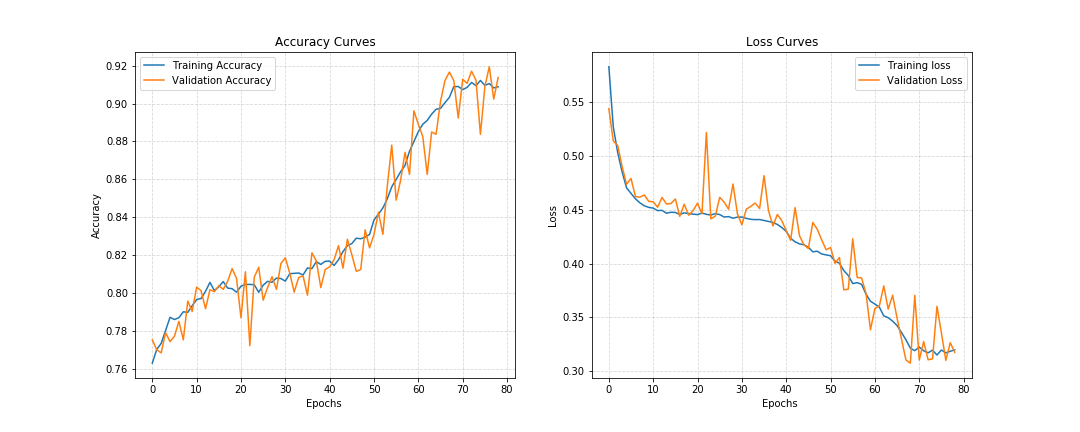 Accuracy Curves
Training Accuracy
Validation Accuracy
0.92
0.90
0.88
0.86
0.84
0.82
0.80
0.78
0.76
Accuracy
0 10 20 30 40 50 60 70 80
Epochs
Loss Curves
Training loss
Validation Loss
0.55
0.50
0.45
0.40
0.35
0.30
Loss
0 10 20 30 40 50 60 70 80
Epochs